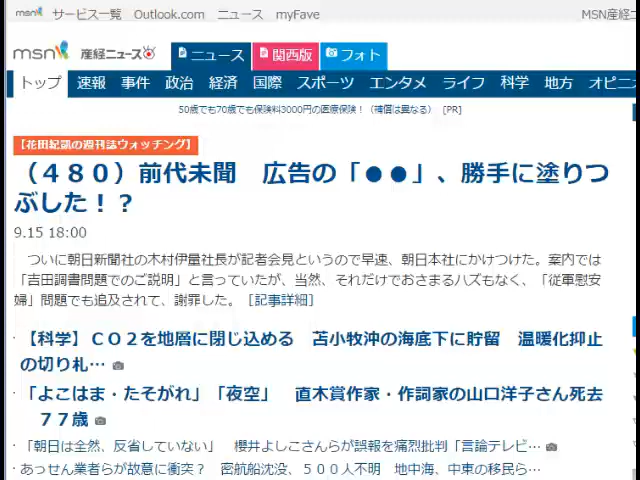 msn サービス一覧 Outlook.com ニュース myFave MSN産経ニ
msn 産経ニュース ニュース 関西版 フォト
トップ 速報 事件 政治 経済 国際 スポーツ エンタメ ライフ 科学 地方 オピニ
50歳でも70歳でも保険料3000円の医療保険！（補償は異なる） [PR]
【花田紀凱の週刊誌ウォッチング】
（４８０）前代未聞　広告の「●●」、勝手に塗りつ
ぶした！？
9.15 18:00
ついに朝日新聞社の木村伊量社長が記者会見というので早速、朝日本社にかけつけた。案内では
「吉田調書問題でのご説明」と言っていたが、当然、それだけでおさまるハズもなく、「従軍慰安
婦」問題でも追及されて、謝罪した。［記事詳細］
・【科学】ＣＯ２を地層に閉じ込める　苫小牧沖の海底下に貯留　温暖化抑止
の切り札…
・「よこはま・たそがれ」「夜空」　直木賞作家・作詞家の山口洋子さん死去
７７歳
・「朝日は全然、反省していない」　櫻井よしこさんらが誤報を痛烈批判「言論テレビ…
・あっせん業者らが故意に衝突？　密航船沈没、５００人不明　地中海、中東の移民ら…